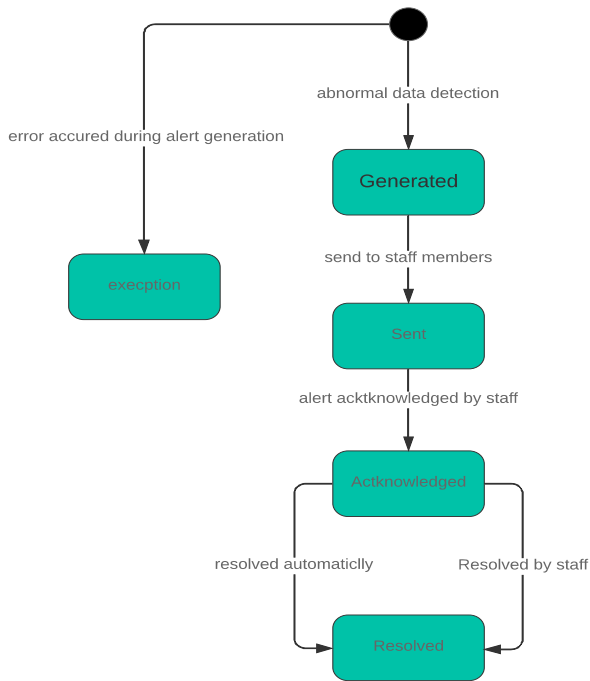 abnormal data detection
error accured during alert generation
Generated
send to staff members
execption
Sent
alert acktknowledged by staff
Actknowledged
resolved automaticlly
Resolved by staff
Resolved